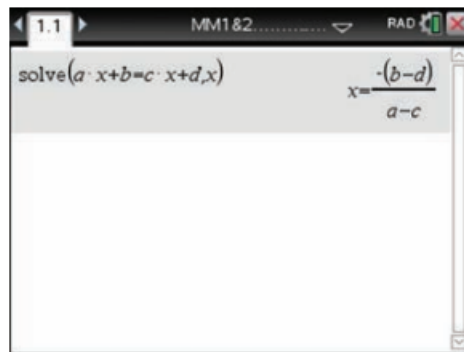 1.1 MM1&2............. RAD
solve(a·x+b=c·x+d,x)
x=-(b-d)/a-c